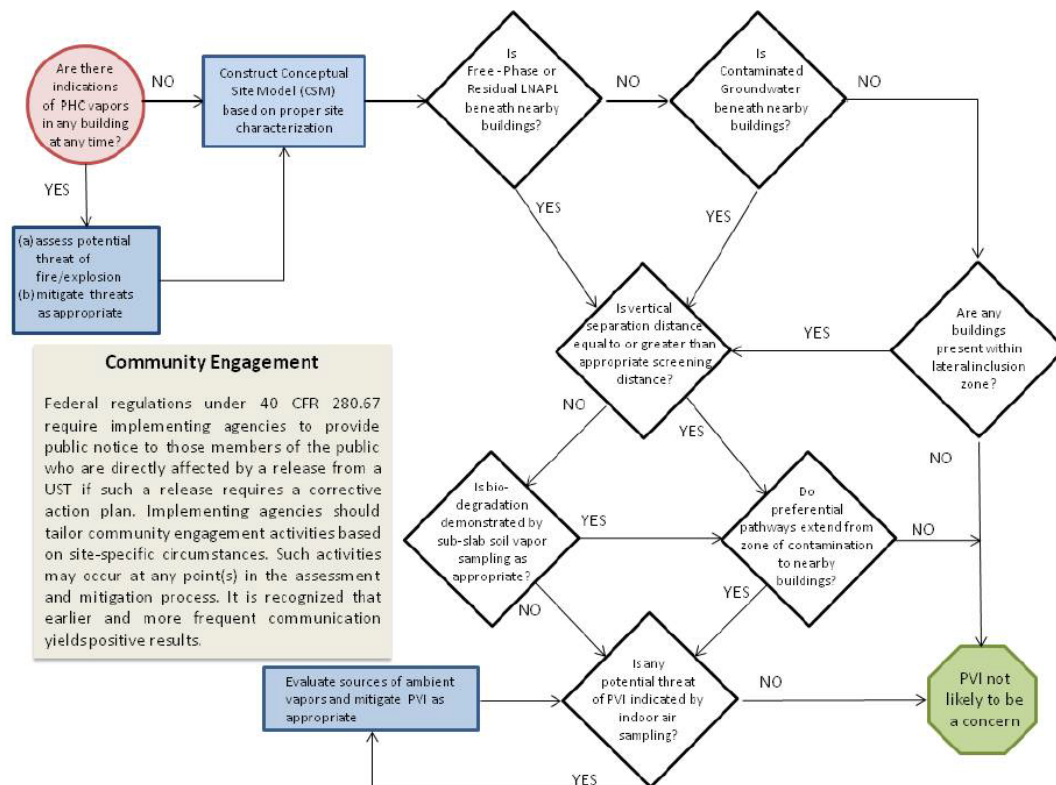 Are there
indications
of PHC vapors
in any building
at any time?
NO
YES
Construct Conceptual
Site Model (CSM)
based on proper site
characterization
(a) assess potential
threat of
fire/explosion
(b) mitigate threats
as appropriate
Is
Free - Phase or
Residual LNAPL
beneath nearby
buildings?
NO
YES
Is
Contaminated
Groundwater
beneath nearby
buildings?
NO
YES
Is vertical
separation distance
equal to or greater than
appropriate screening
distance?
NO
YES
Are any
buildings
present within
lateral inclusion
zone?
YES
NO
Community Engagement
Federal regulations under 40 CFR 280.67
require implementing agencies to provide
public notice to those members of the public
who are directly affected by a release from a
UST if such a release requires a corrective
action plan. Implementing agencies should
tailor community engagement activities based
on site-specific circumstances. Such activities
may occur at any point(s) in the assessment
and mitigation process. It is recognized that
earlier and more frequent communication
yields positive results.
Is bio-
degradation
demonstrated by
sub-slab soil vapor
sampling as
appropriate?
YES
NO
Do
preferential
pathways extend from
zone of contamination
to nearby
buildings?
NO
YES
Evaluate sources of ambient
vapors and mitigate PVI as
appropriate
Is any
potential threat
of PVI indicated by
indoor air
sampling?
NO
YES
PVI not
likely to be
a concern